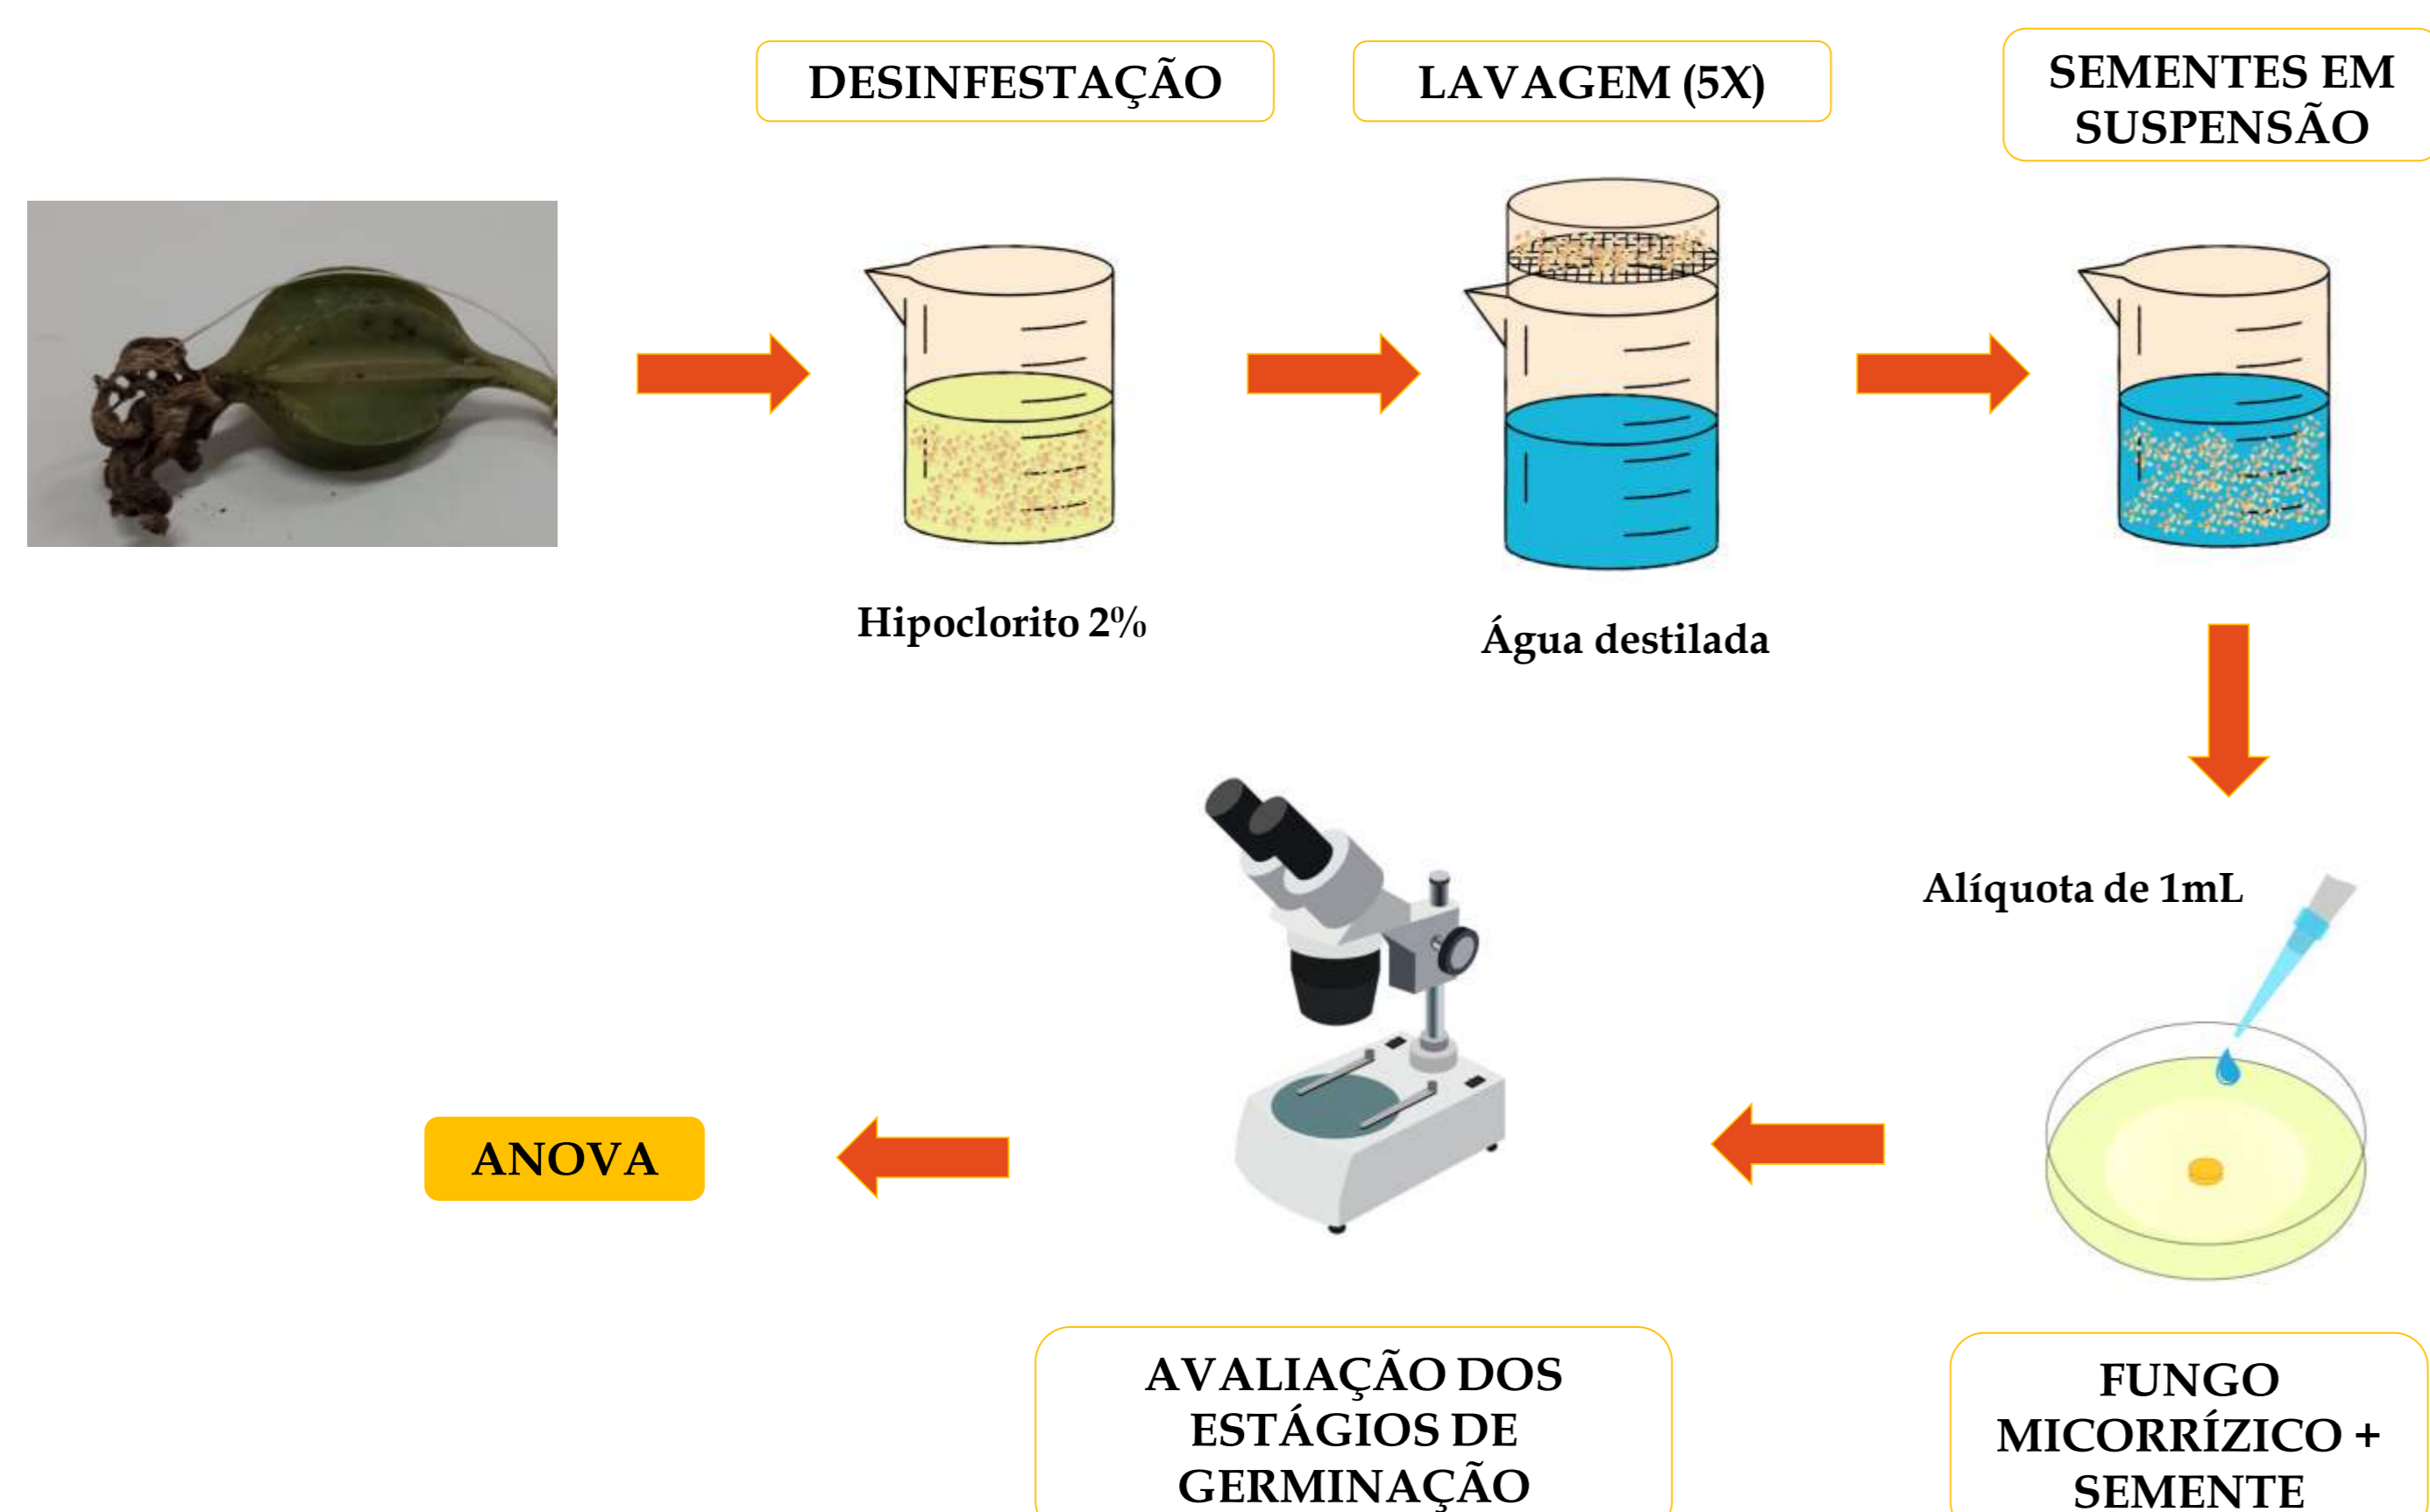 DESINFESTAÇÃO
LAVAGEM (5X)
SEMENTES EM
SUSPENSÃO
Hipoclorito 2%
Água destilada
Alíquota de 1mL
ANOVA
AVALIAÇÃO DOS
ESTÁGIOS DE
GERMINAÇÃO
FUNGO
MICORRÍZICO +
SEMENTE